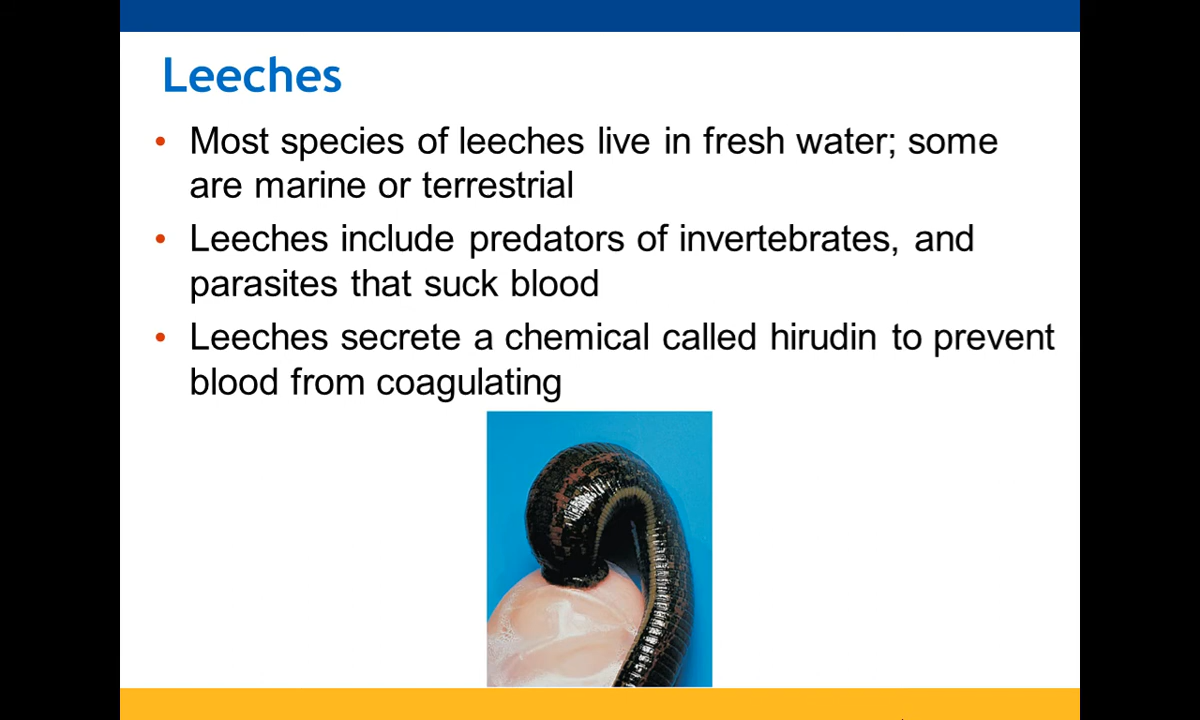 Leeches
• Most species of leeches live in fresh water; some
are marine or terrestrial
• Leeches include predators of invertebrates, and
parasites that suck blood
• Leeches secrete a chemical called hirudin to prevent
blood from coagulating